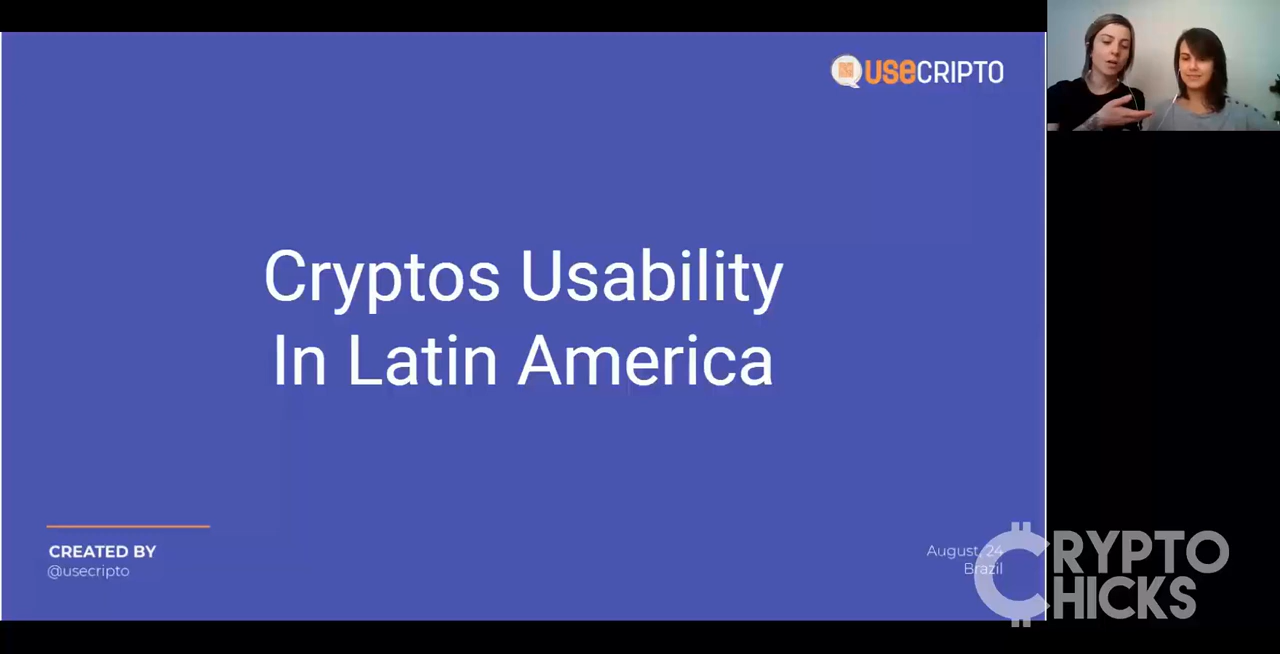 USECRIPTO
Cryptos Usability
In Latin America
CREATED BY
@usecripto
August, 24
Brazil
CRYPTO
CHICKS